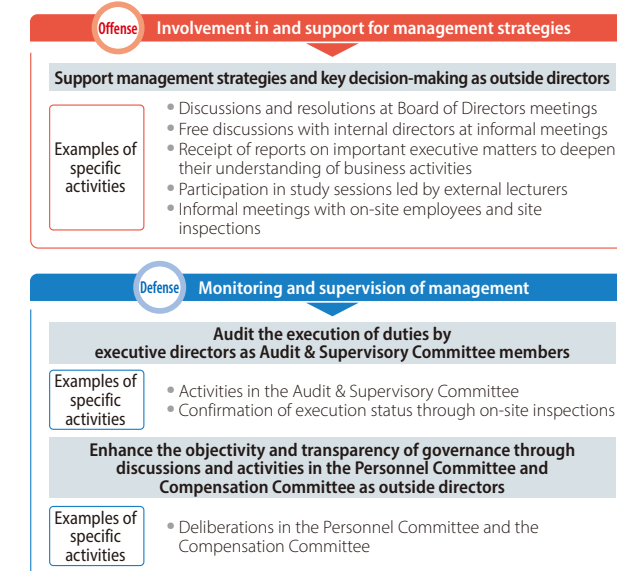 Offense Involvement in and support for management strategies
Support management strategies and key decision-making as outside directors
Examples of
specific
activities
• Discussions and resolutions at Board of Directors meetings
• Free discussions with internal directors at informal meetings
• Receipt of reports on important executive matters to deepen
their understanding of business activities
• Participation in study sessions led by external lecturers
• Informal meetings with on-site employees and site
inspections
Defense Monitoring and supervision of management
Audit the execution of duties by
executive directors as Audit & Supervisory Committee members
Examples of
specific
activities
• Activities in the Audit & Supervisory Committee
• Confirmation of execution status through on-site inspections
Enhance the objectivity and transparency of governance through
discussions and activities in the Personnel Committee and
Compensation Committee as outside directors
Examples of
specific
activities
• Deliberations in the Personnel Committee and the
Compensation Committee